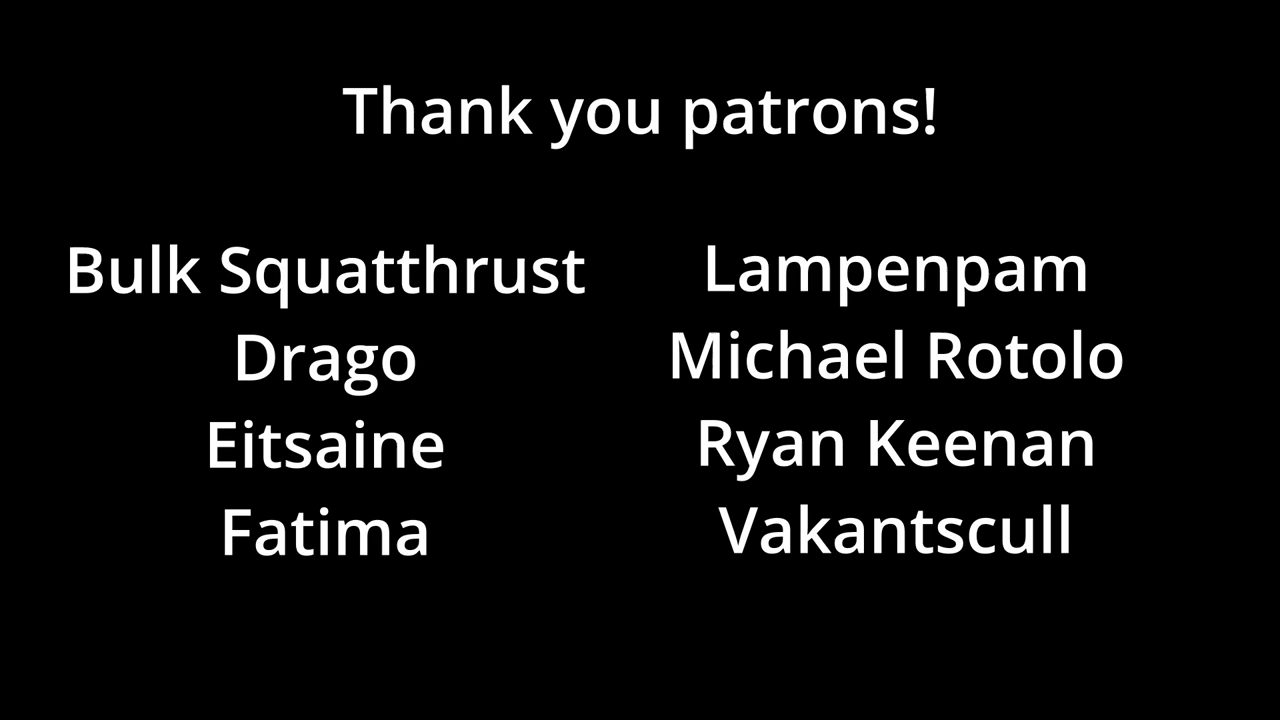 Thank you patrons!
Bulk Squatthrust
Drago
Eitsaine
Fatima
Lampenpam
Michael Rotolo
Ryan Keenan
Vakantscull